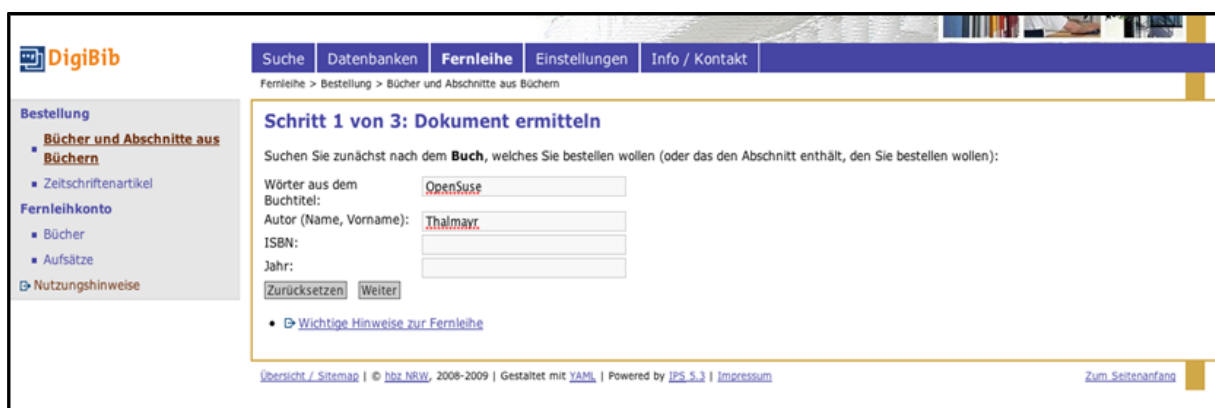 DigiBib
Suche Datenbanken Fernleihe Einstellungen Info / Kontakt
Fernleihe > Bestellung > Bücher und Abschnitte aus Büchern
Bestellung
Bücher und Abschnitte aus
Büchern
Zeitschriftenartikel
Fernleihkonto
Bücher
Aufsätze
Nutzungshinweise
Schritt 1 von 3: Dokument ermitteln
Suchen Sie zunächst nach dem Buch, welches Sie bestellen wollen (oder das den Abschnitt enthält, den Sie bestellen wollen):
Wörter aus dem
Buchtitel:
OpenSuse
Autor (Name, Vorname): Thalmayr
ISBN:
Jahr:
Zurücksetzen Weiter
Wichtige Hinweise zur Fernleihe
Übersicht / Sitemap | © hbz NRW, 2008-2009 | Gestaltet mit YAML | Powered by IPS 5.3 | Impressum Zum Seitenanfang